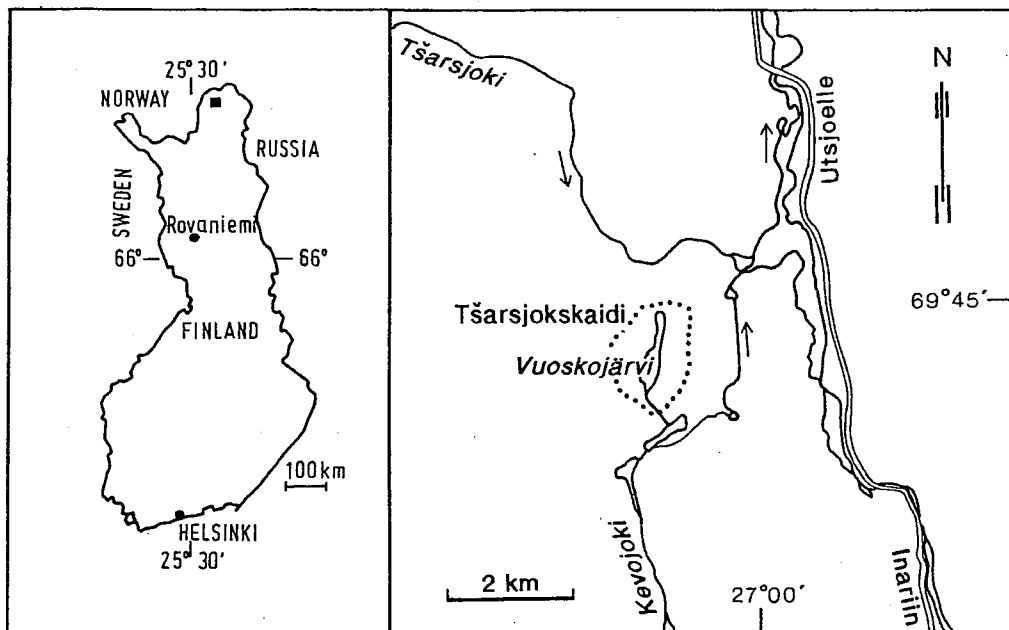 25° 30'
NORWAY
RUSSIA
SWEDEN
Rovaniemi
66°
66°
FINLAND
100 km
HELSINKI
25° 30'
Tšarsjoki
N
Utsjoelle
69° 45'
Tšarsjokskaidi
Vuoskojärvi
2 km
Kevojoki
27° 00'
Inariin